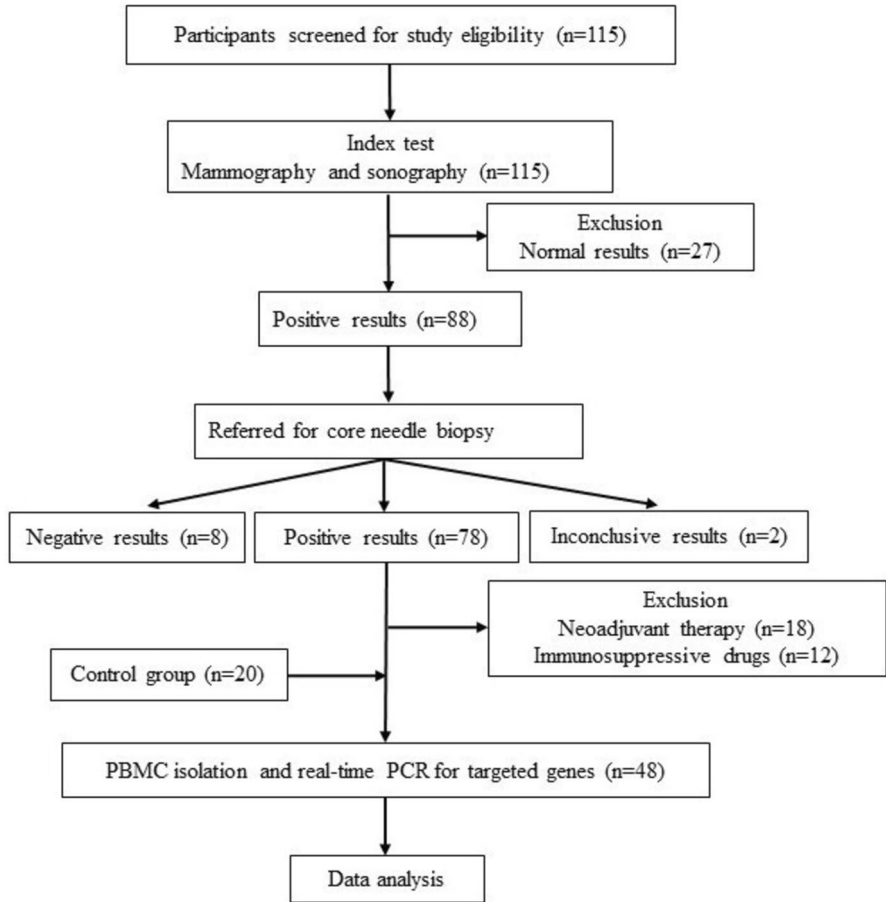 Participants screened for study eligibility (n=115)
Index test
Mammography and sonography (n=115)
Exclusion
Normal results (n=27)
Positive results (n=88)
Referred for core needle biopsy
Negative results (n=8)
Positive results (n=78)
Inconclusive results (n=2)
Exclusion
Neoadjuvant therapy (n=18)
Immunosuppressive drugs (n=12)
Control group (n=20)
PBMC isolation and real-time PCR for targeted genes (n=48)
Data analysis